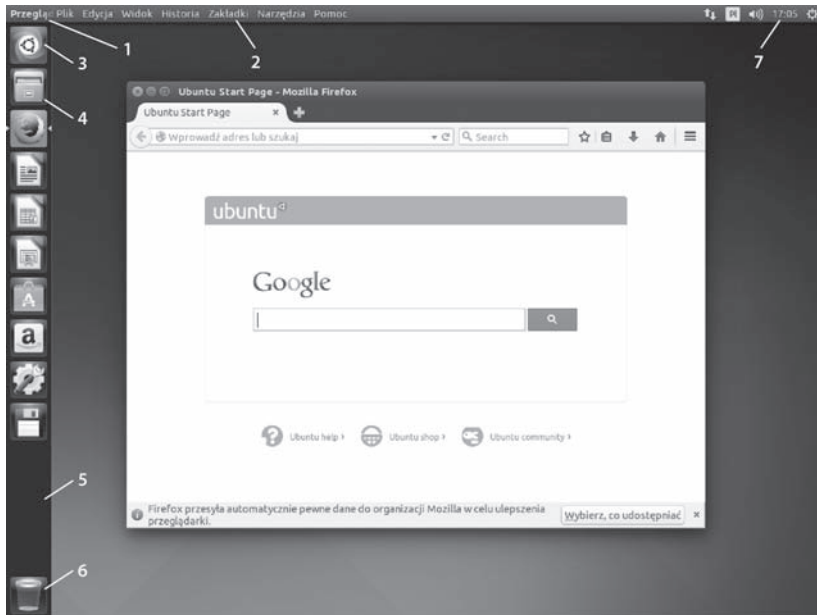 Przegląc Plik Edycja Widok Historia Zakładki Narzędzia Pomoc
Pl 17:05
1
2
7
3
4
Ubuntu Start Page - Mozilla Firefox
Ubuntu Start Page
Wprowadź adres lub szukaj
Search
ubuntu
Google
A
a
Ubuntu help
Ubuntu shop
Ubuntu community
5
Firefox przesyła automatycznie pewne dane do organizacji Mozilla w celu ulepszenia
przeglądarki.
Wybierz, co udostępniać
6